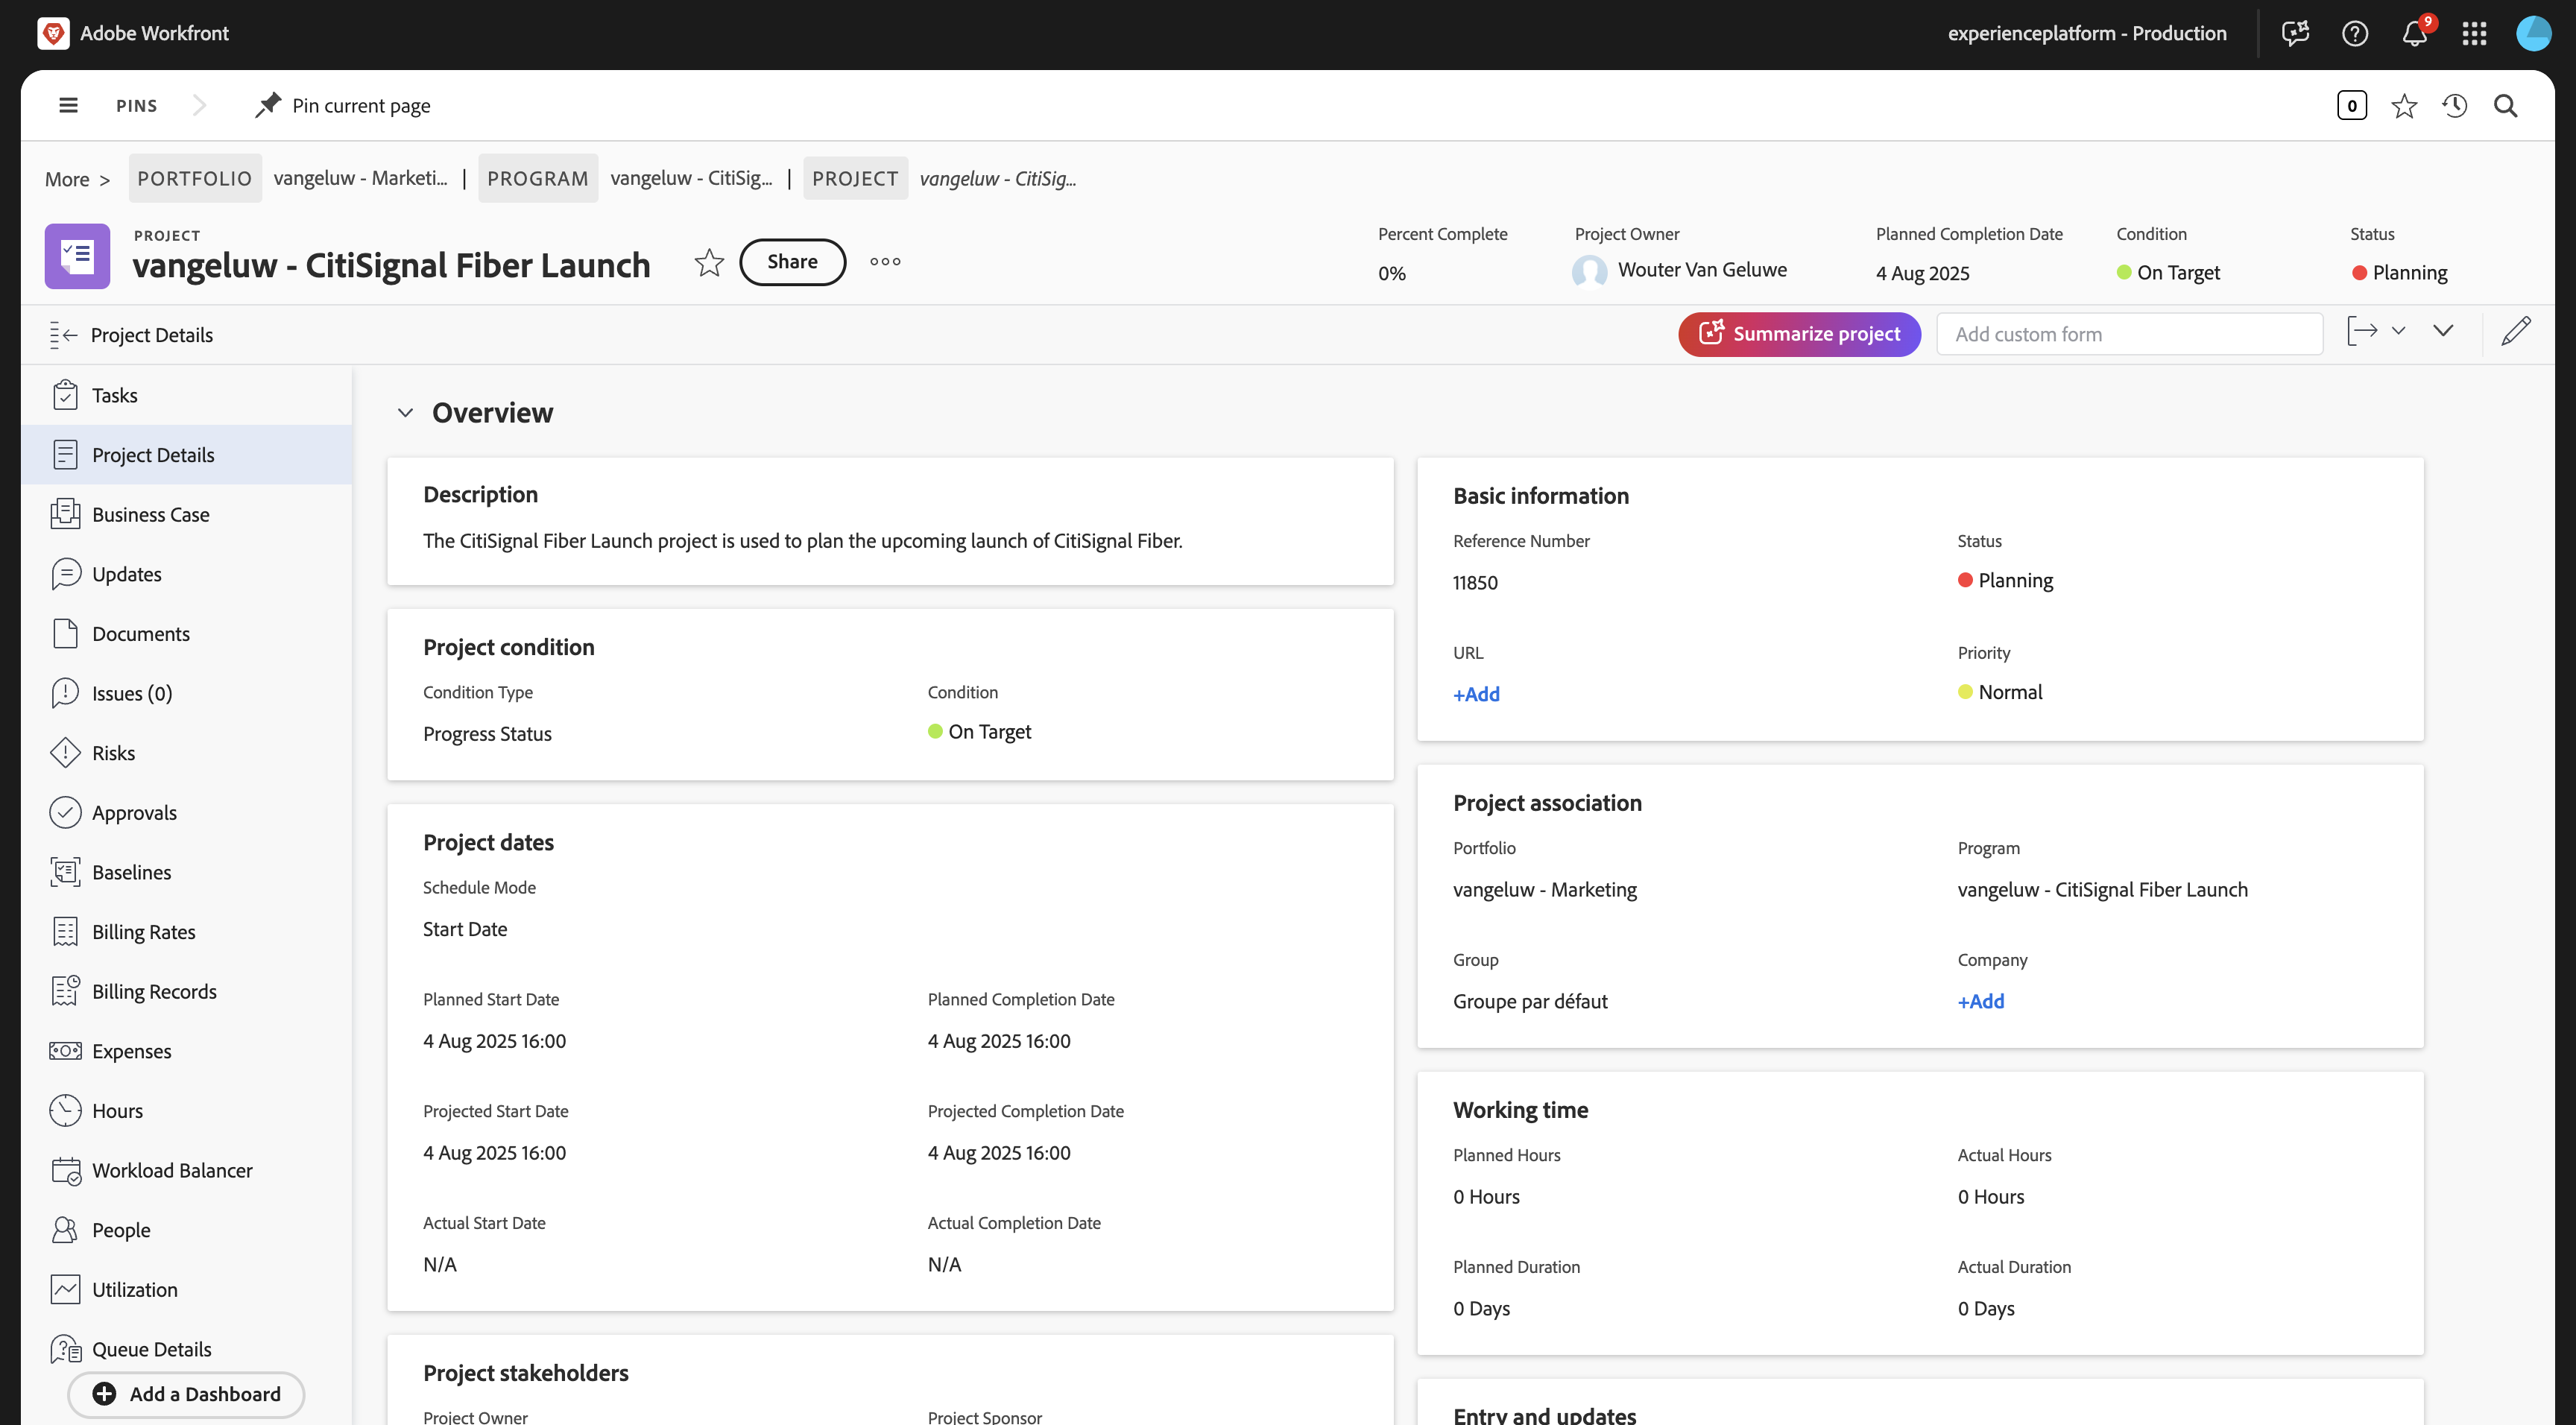 Adobe Workfront
experienceplatform - Production
9
PINS
Pin current page
0
More >
PORTFOLIO vangeluw - Marketi... | PROGRAM vangeluw - CitiSig... | PROJECT vangeluw - CitiSig...
PROJECT
vangeluw - CitiSignal Fiber Launch
Share
Percent Complete
0%
Project Owner
Wouter Van Geluwe
Planned Completion Date
4 Aug 2025
Condition
On Target
Status
Planning
Project Details
Summarize project
Add custom form
Tasks
Project Details
Business Case
Updates
Documents
Issues (0)
Risks
Approvals
Baselines
Billing Rates
Billing Records
Expenses
Hours
Workload Balancer
People
Utilization
Queue Details
Add a Dashboard
Overview
Description
The CitiSignal Fiber Launch project is used to plan the upcoming launch of CitiSignal Fiber.
Project condition
Condition Type
Progress Status
Condition
On Target
Project dates
Schedule Mode
Start Date
Planned Start Date
4 Aug 2025 16:00
Planned Completion Date
4 Aug 2025 16:00
Projected Start Date
4 Aug 2025 16:00
Projected Completion Date
4 Aug 2025 16:00
Actual Start Date
N/A
Actual Completion Date
N/A
Project stakeholders
Project Owner
Project Sponsor
Basic information
Reference Number
11850
Status
Planning
URL
+Add
Priority
Normal
Project association
Portfolio
vangeluw - Marketing
Program
vangeluw - CitiSignal Fiber Launch
Group
Groupe par défaut
Company
+Add
Working time
Planned Hours
0 Hours
Actual Hours
0 Hours
Planned Duration
0 Days
Actual Duration
0 Days
Entry and updates